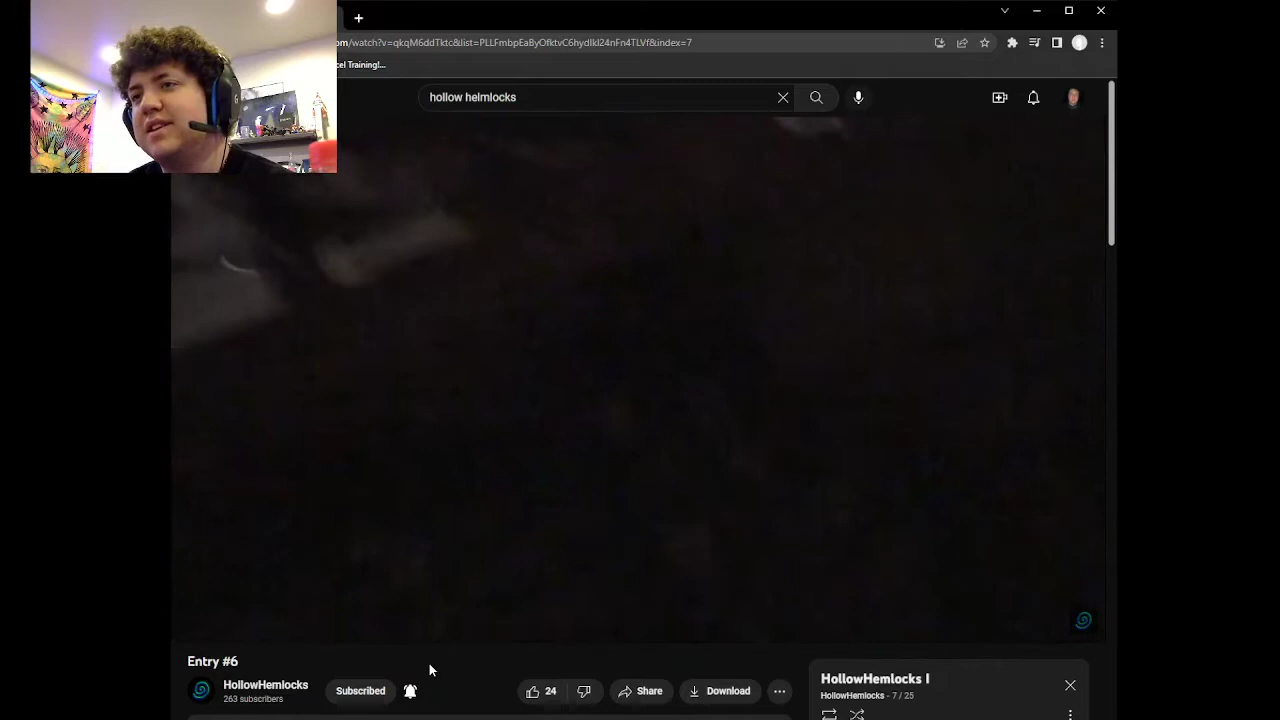 om/watch?v=qkqM6ddTktc&list=PLLFmbpEaByOfktvC6hydlkI24nFn4TLVf&index=7
cel Training!...
hollow helmlocks
Entry #6
HollowHemlocks
263 subscribers
Subscribed
24
Share
Download
HollowHemlocks I
HollowHemlocks - 7 / 25